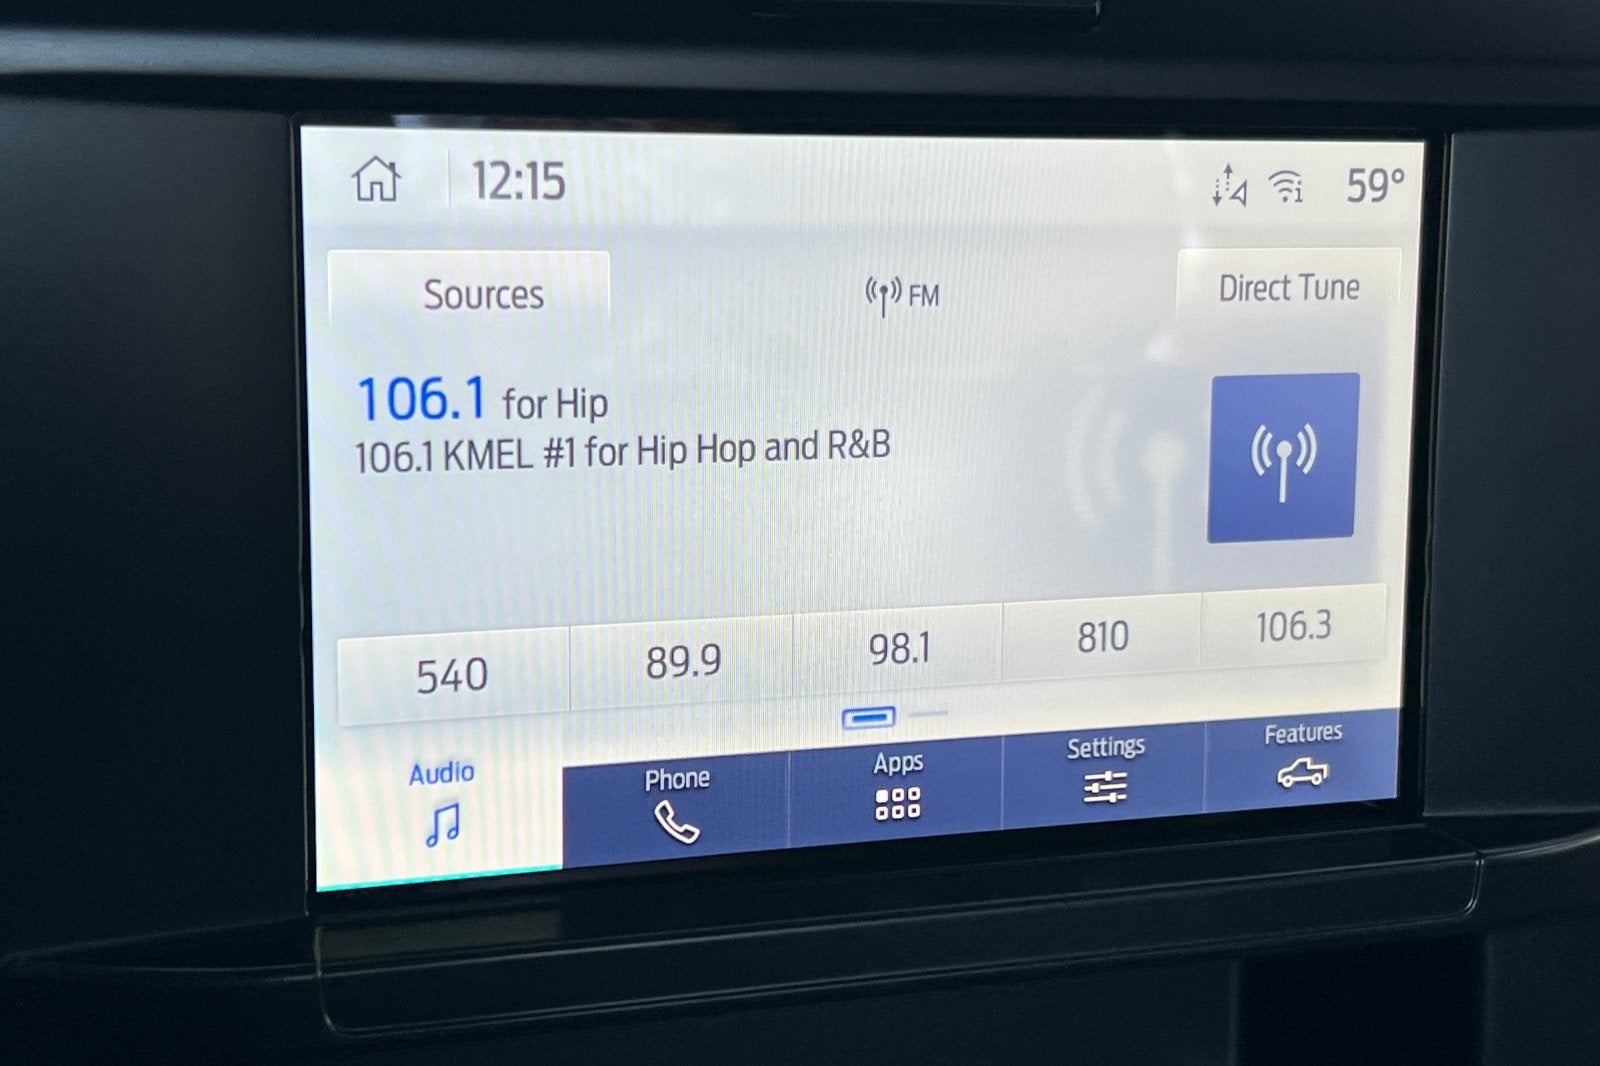 12:15
59°
Sources
FM
Direct Tune
106.1 for Hip
106.1 KMEL #1 for Hip Hop and R&B
540
89.9
98.1
810
106.3
Audio
Phone
Apps
Settings
Features